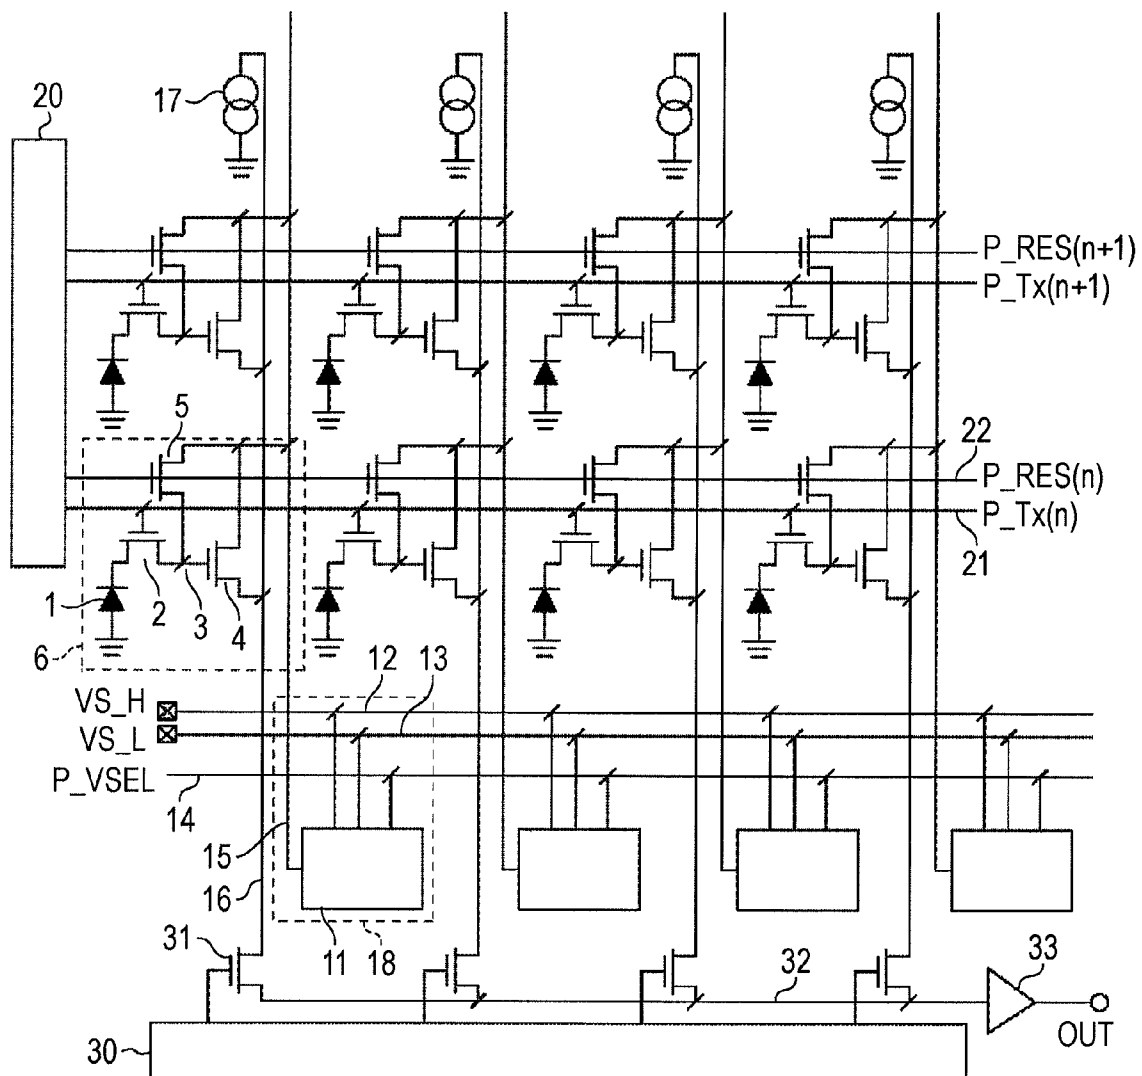 20
17
P_RES(n+1)
P_Tx(n+1)
5
22
P_RES(n)
P_Tx(n)
21
1
2
3
4
6
12
13
VS_H
VS_L
P_VSEL
14
15
16
31
11
18
32
33
OUT
30